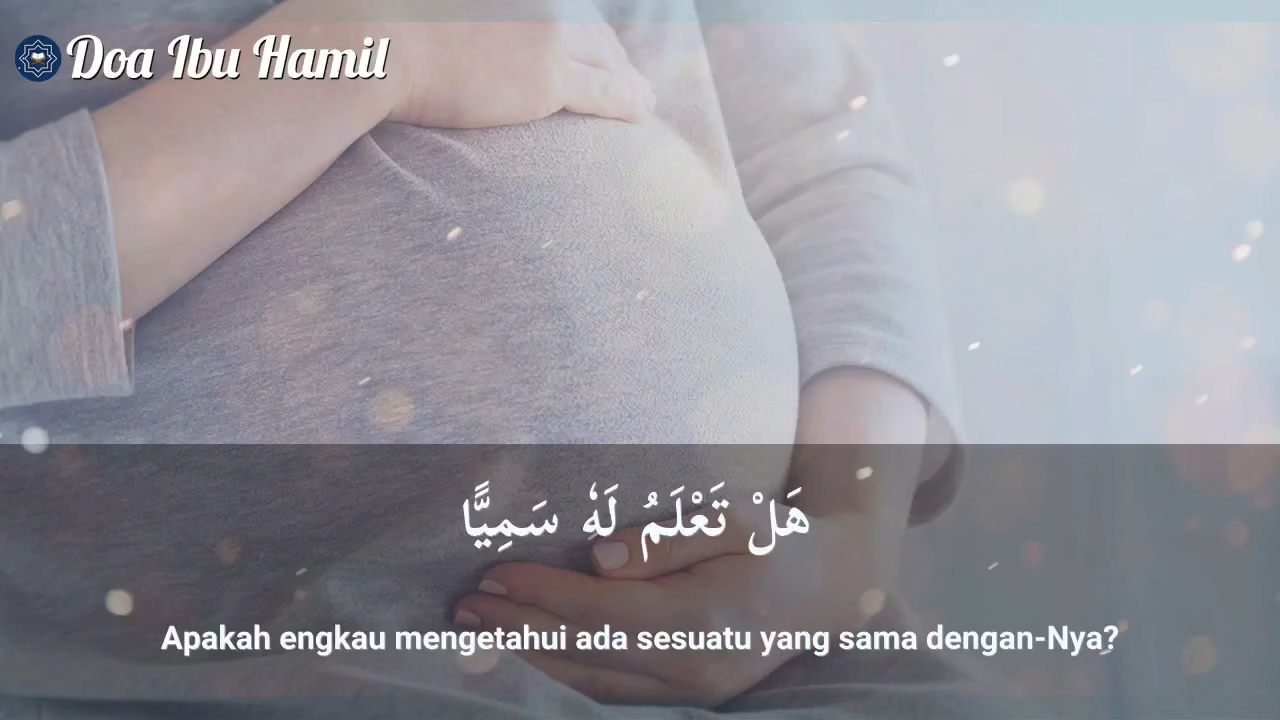 Doa Ibu Hamil
هَلْ تَعْلَمُ لَهٗ سَمِيًّا
Apakah engkau mengetahui ada sesuatu yang sama dengan-Nya?